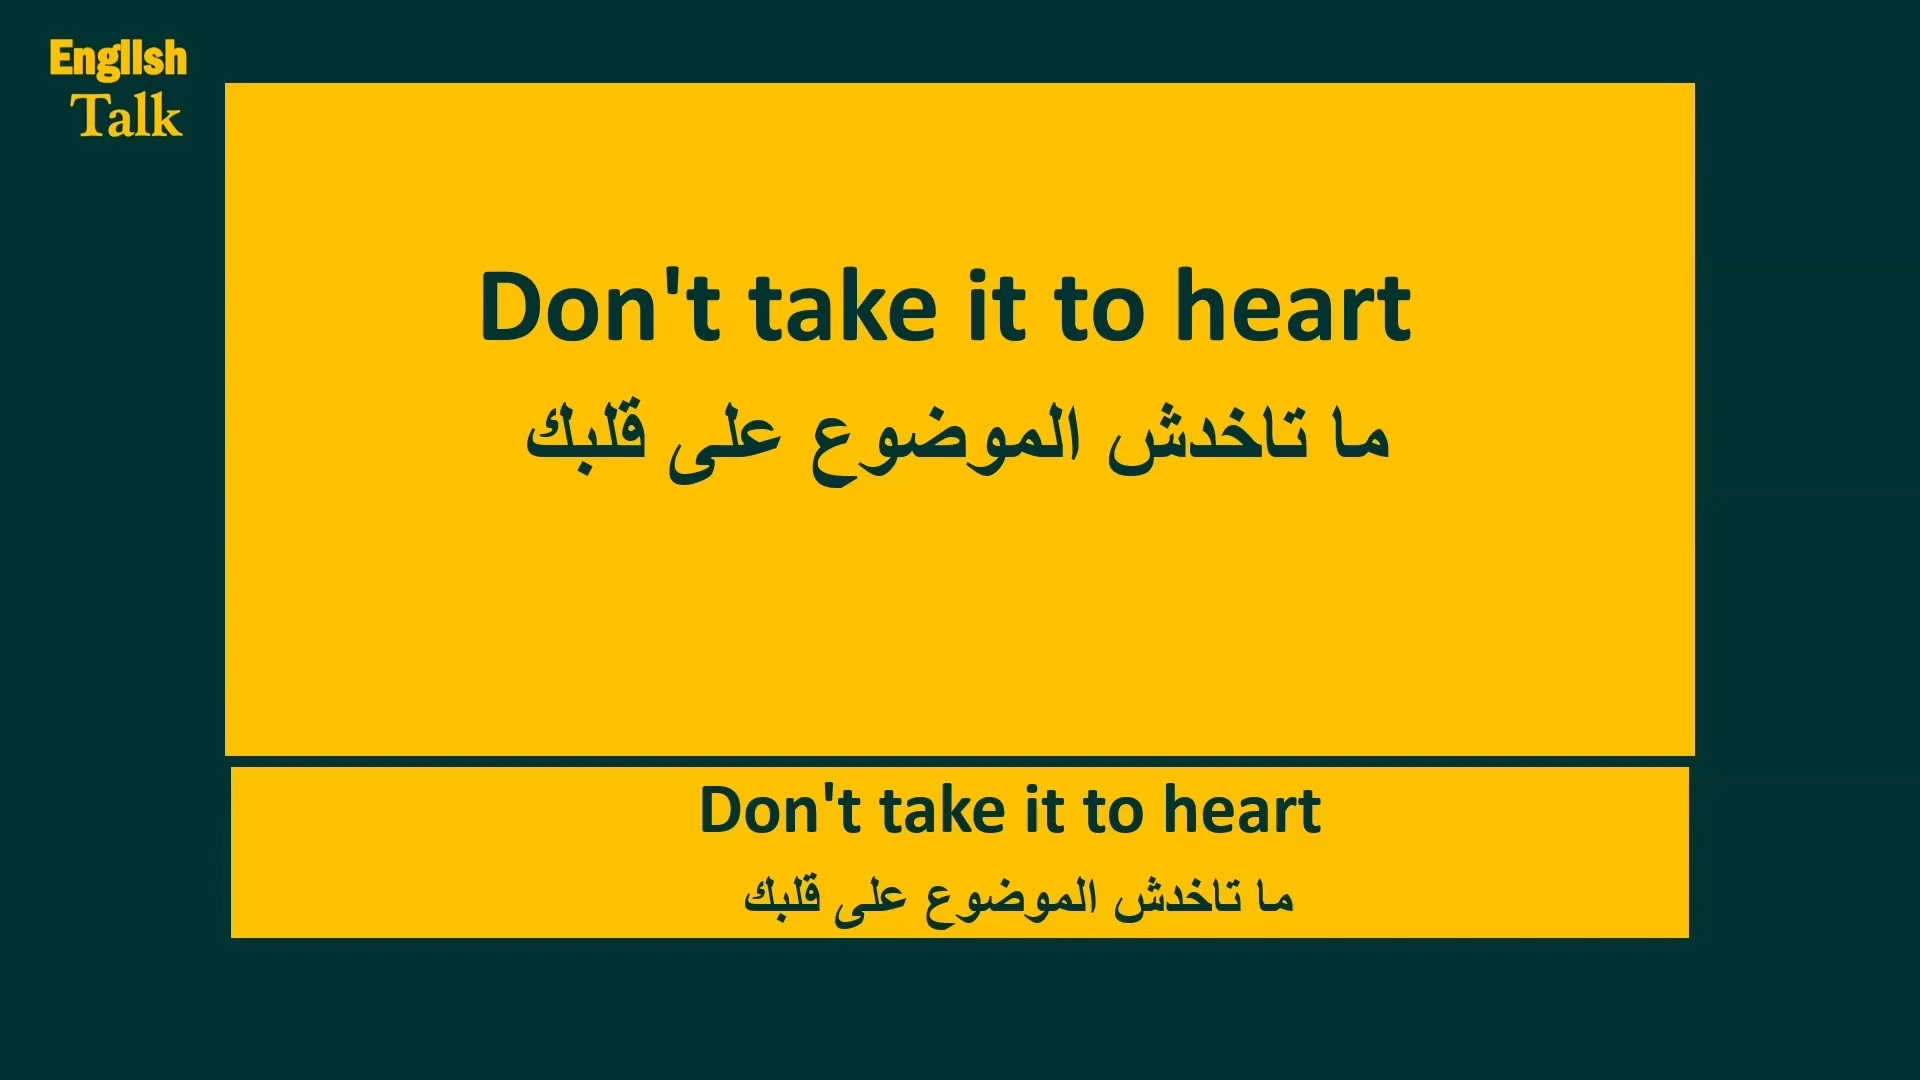 English
Talk
Don't take it to heart
ما تاخدش الموضوع على قلبك
Don't take it to heart
ما تاخدش الموضوع على قلبك